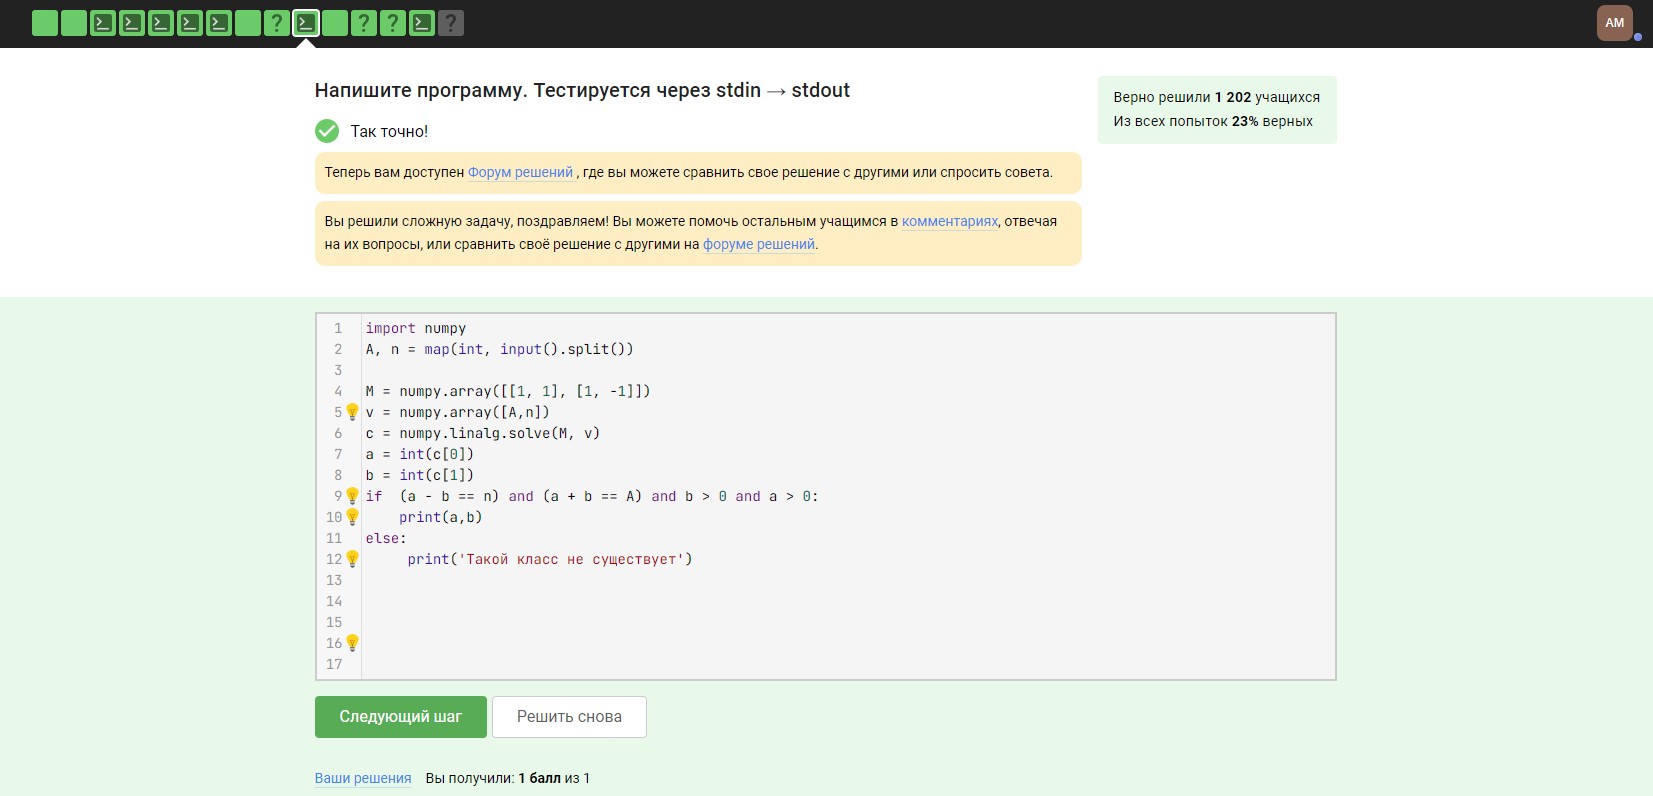 AM
Напишите программу. Тестируется через stdin → stdout
Верно решили 1 202 учащихся
Из всех попыток 23% верных
Так точно!
Теперь вам доступен Форум решений , где вы можете сравнить свое решение с другими или спросить совета.
Вы решили сложную задачу, поздравляем! Вы можете помочь остальным учащимся в комментариях, отвечая
на их вопросы, или сравнить своё решение с другими на форуме решений.
1 import numpy
2 A, n = map(int, input().split())
3
4 M = numpy.array([[1, 1], [1, -1]])
5 v = numpy.array([A,n])
6 c = numpy.linalg.solve(M, v)
7 a = int(c[0])
8 b = int(c[1])
9 if  (a - b == n) and (a + b == A) and b > 0 and a > 0:
10     print(a,b)
11 else:
12      print('Такой класс не существует')
13
14
15
16
17
Следующий шаг
Решить снова
Ваши решения Вы получили: 1 балл из 1